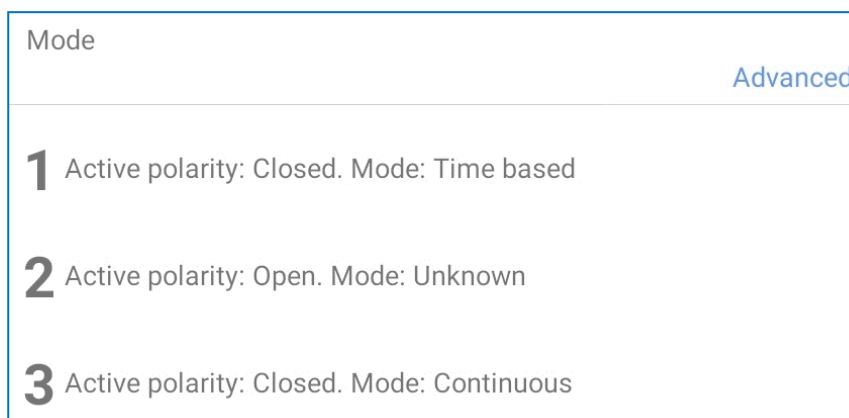 Mode
Advanced
1 Active polarity: Closed. Mode: Time based
2 Active polarity: Open. Mode: Unknown
3 Active polarity: Closed. Mode: Continuous